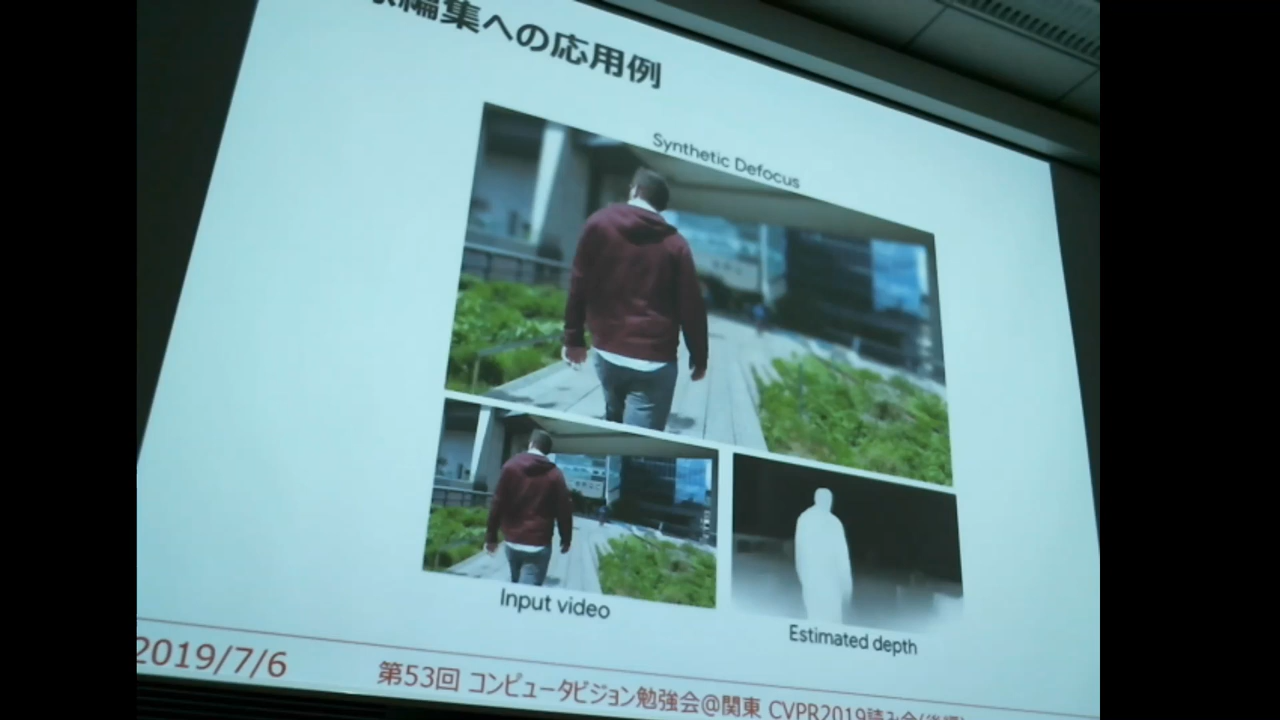 編集への応用例
Synthetic Defocus
Input video
Estimated depth
2019/7/6
第53回 コンピュータビジョン勉強会@関東 CVPR2019読み会(後編)